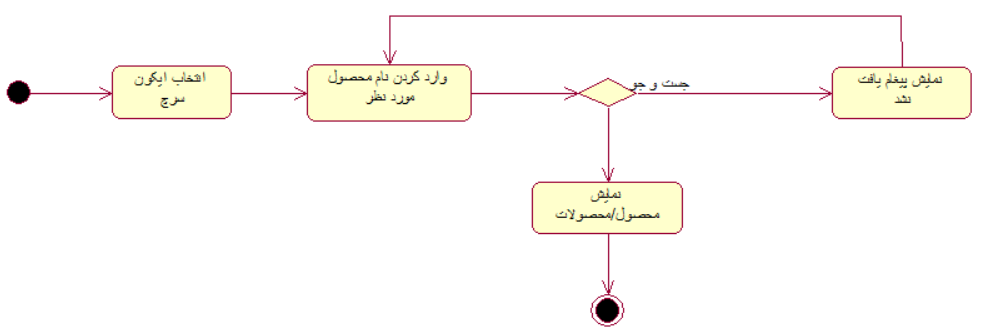 انتخاب ایکون
سرچ
وارد کردن نام محصول
مورد نظر
جست و جو
نمایش پیغام یافت
نشد
نمایش
محصول/محصولات